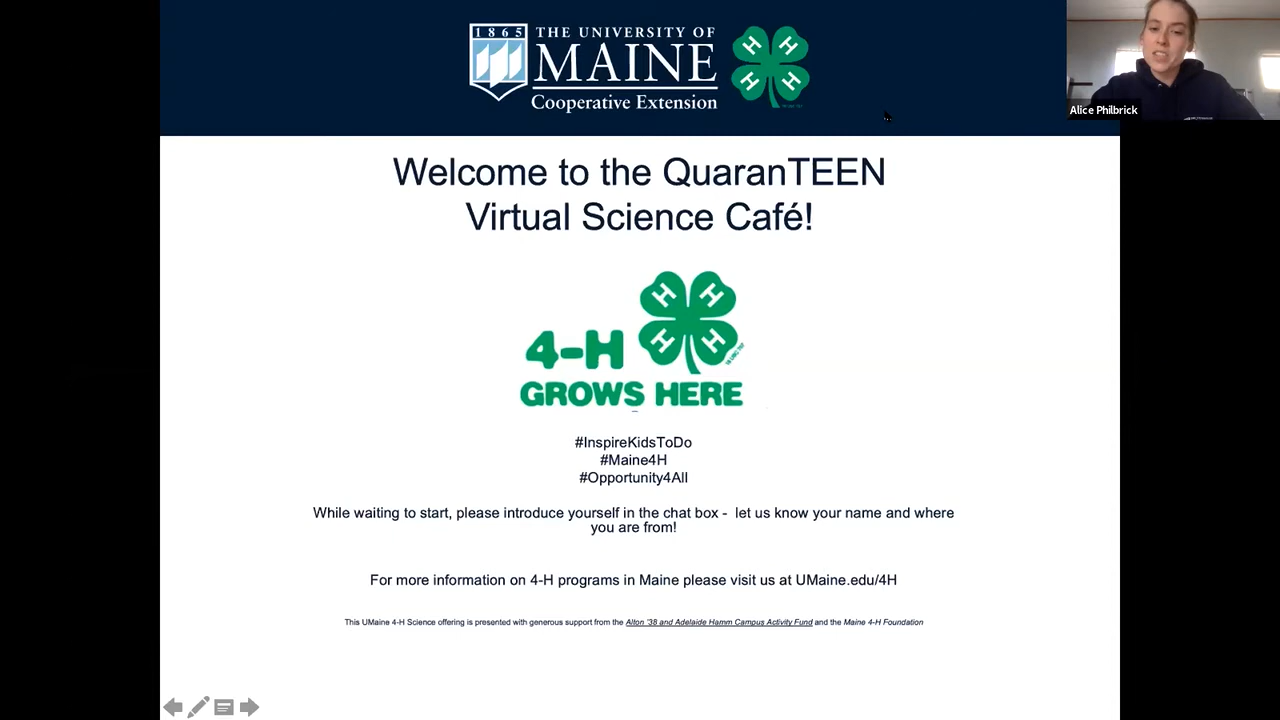 1865
THE UNIVERSITY OF
MAINE
Cooperative Extension
H H
H H
Alice Philbrick
Welcome to the QuaranTEEN
Virtual Science Café!
H H
H H
4-H
GROWS HERE
#InspireKidsToDo
#Maine4H
#Opportunity4All
While waiting to start, please introduce yourself in the chat box - let us know your name and where
you are from!
For more information on 4-H programs in Maine please visit us at UMaine.edu/4H
This UMaine 4-H Science offering is presented with generous support from the Alton '38 and Adelaide Hamm Campus Activity Fund and the Maine 4-H Foundation